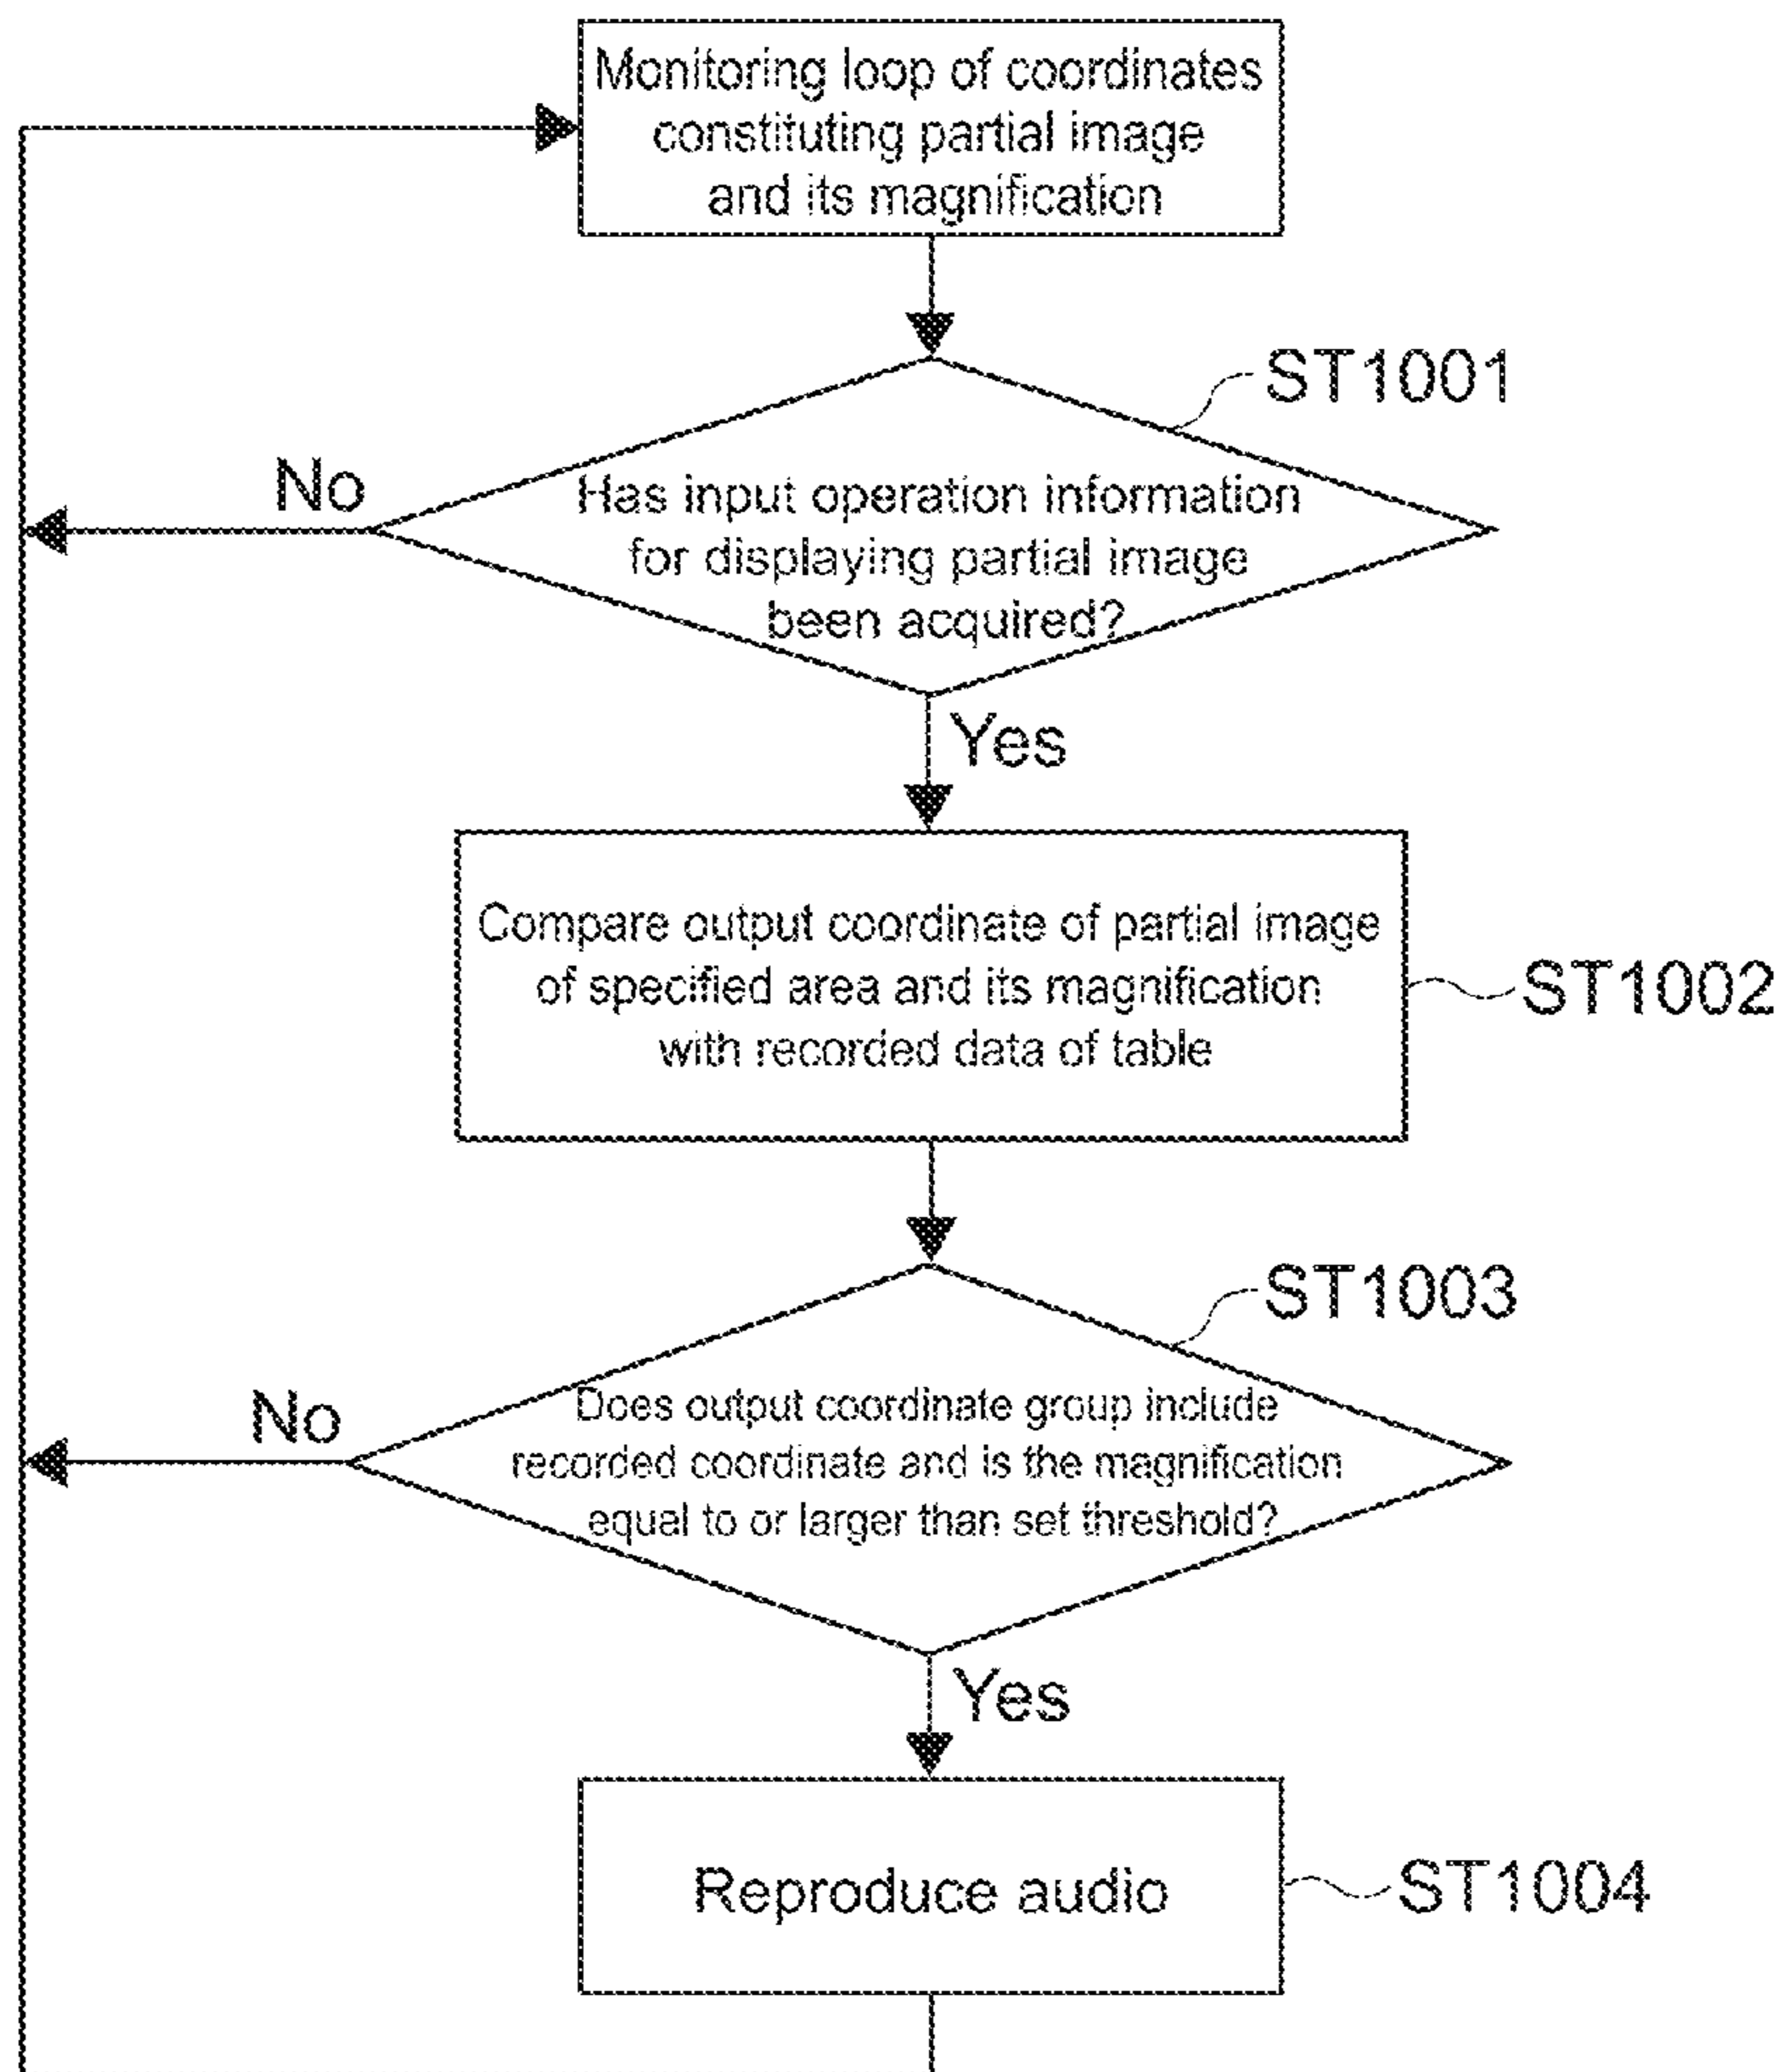 Monitoring loop of coordinates
constituting partial image
and its magnification
ST1001
No
Has input operation information
for displaying partial image
been acquired?
Yes
Compare output coordinate of partial image
of specified area and its magnification
with recorded data of table
ST1002
ST1003
No
Does output coordinate group include
recorded coordinate and is the magnification
equal to or larger than set threshold?
Yes
Reproduce audio
ST1004